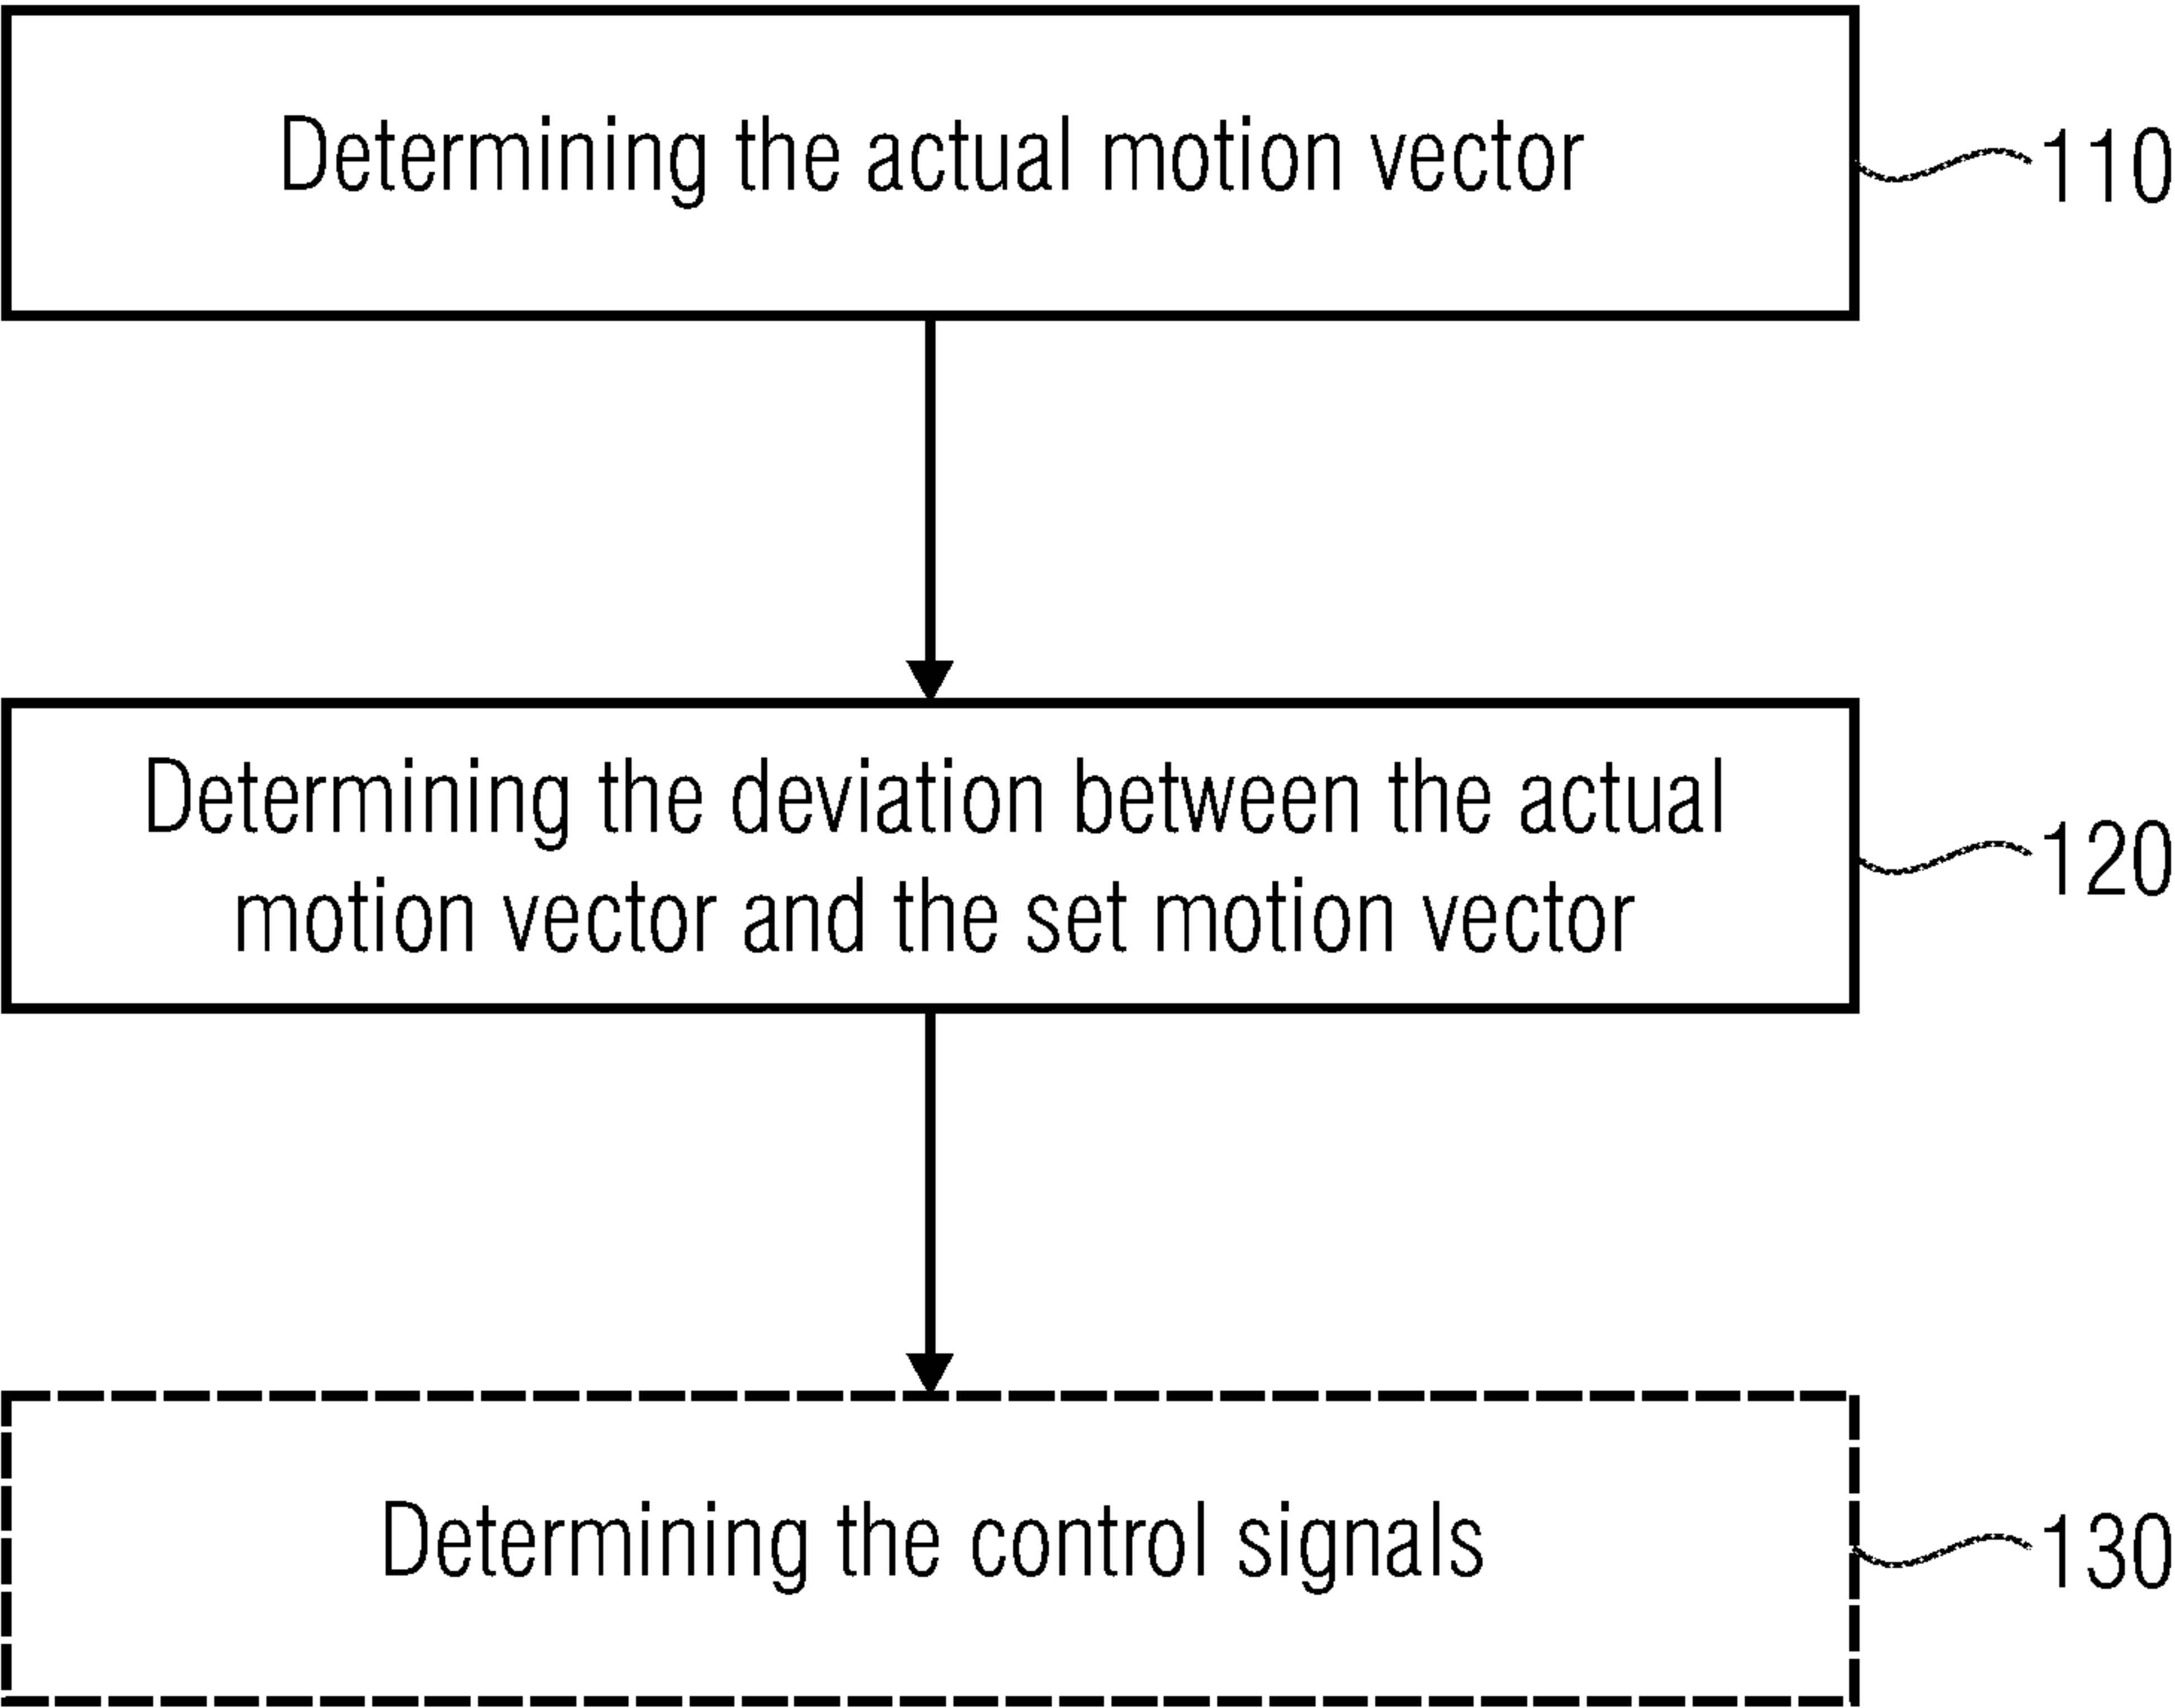 Determining the actual motion vector
110
Determining the deviation between the actual
motion vector and the set motion vector
120
Determining the control signals
130